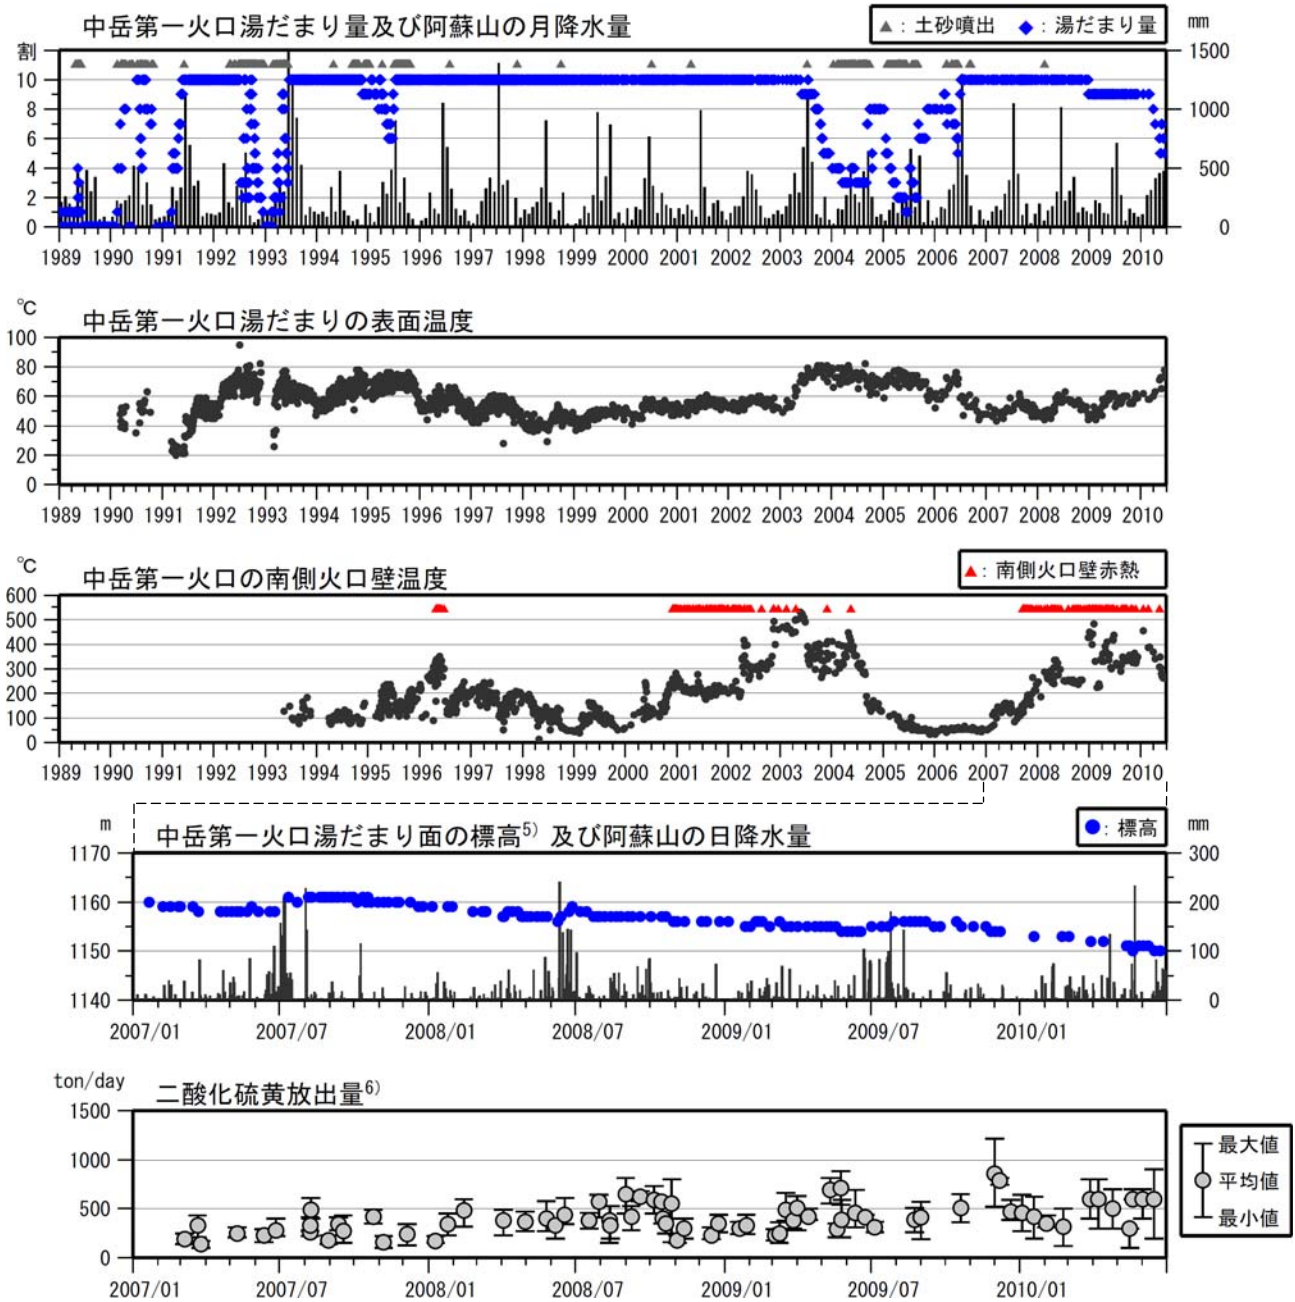 中岳第一火口湯だまり量及び阿蘇山の月降水量
▲: 土砂噴出 ◆: 湯だまり量
割 mm
12 1500
10
8 1000
6
4 500
2
0 0
1989 1990 1991 1992 1993 1994 1995 1996 1997 1998 1999 2000 2001 2002 2003 2004 2005 2006 2007 2008 2009 2010
℃
中岳第一火口湯だまりの表面温度
100
80
60
40
20
0
1989 1990 1991 1992 1993 1994 1995 1996 1997 1998 1999 2000 2001 2002 2003 2004 2005 2006 2007 2008 2009 2010
℃
中岳第一火口の南側火口壁温度
▲: 南側火口壁赤熱
600
500
400
300
200
100
0
1989 1990 1991 1992 1993 1994 1995 1996 1997 1998 1999 2000 2001 2002 2003 2004 2005 2006 2007 2008 2009 2010
m mm
中岳第一火口湯だまり面の標高5) 及び阿蘇山の日降水量
●: 標高
1170 300
1160 200
1150 100
1140 0
2007/01 2007/07 2008/01 2008/07 2009/01 2009/07 2010/01
ton/day
二酸化硫黄放出量6)
1500
1000
500
0
最大値
平均値
最小値
2007/01 2007/07 2008/01 2008/07 2009/01 2009/07 2010/01